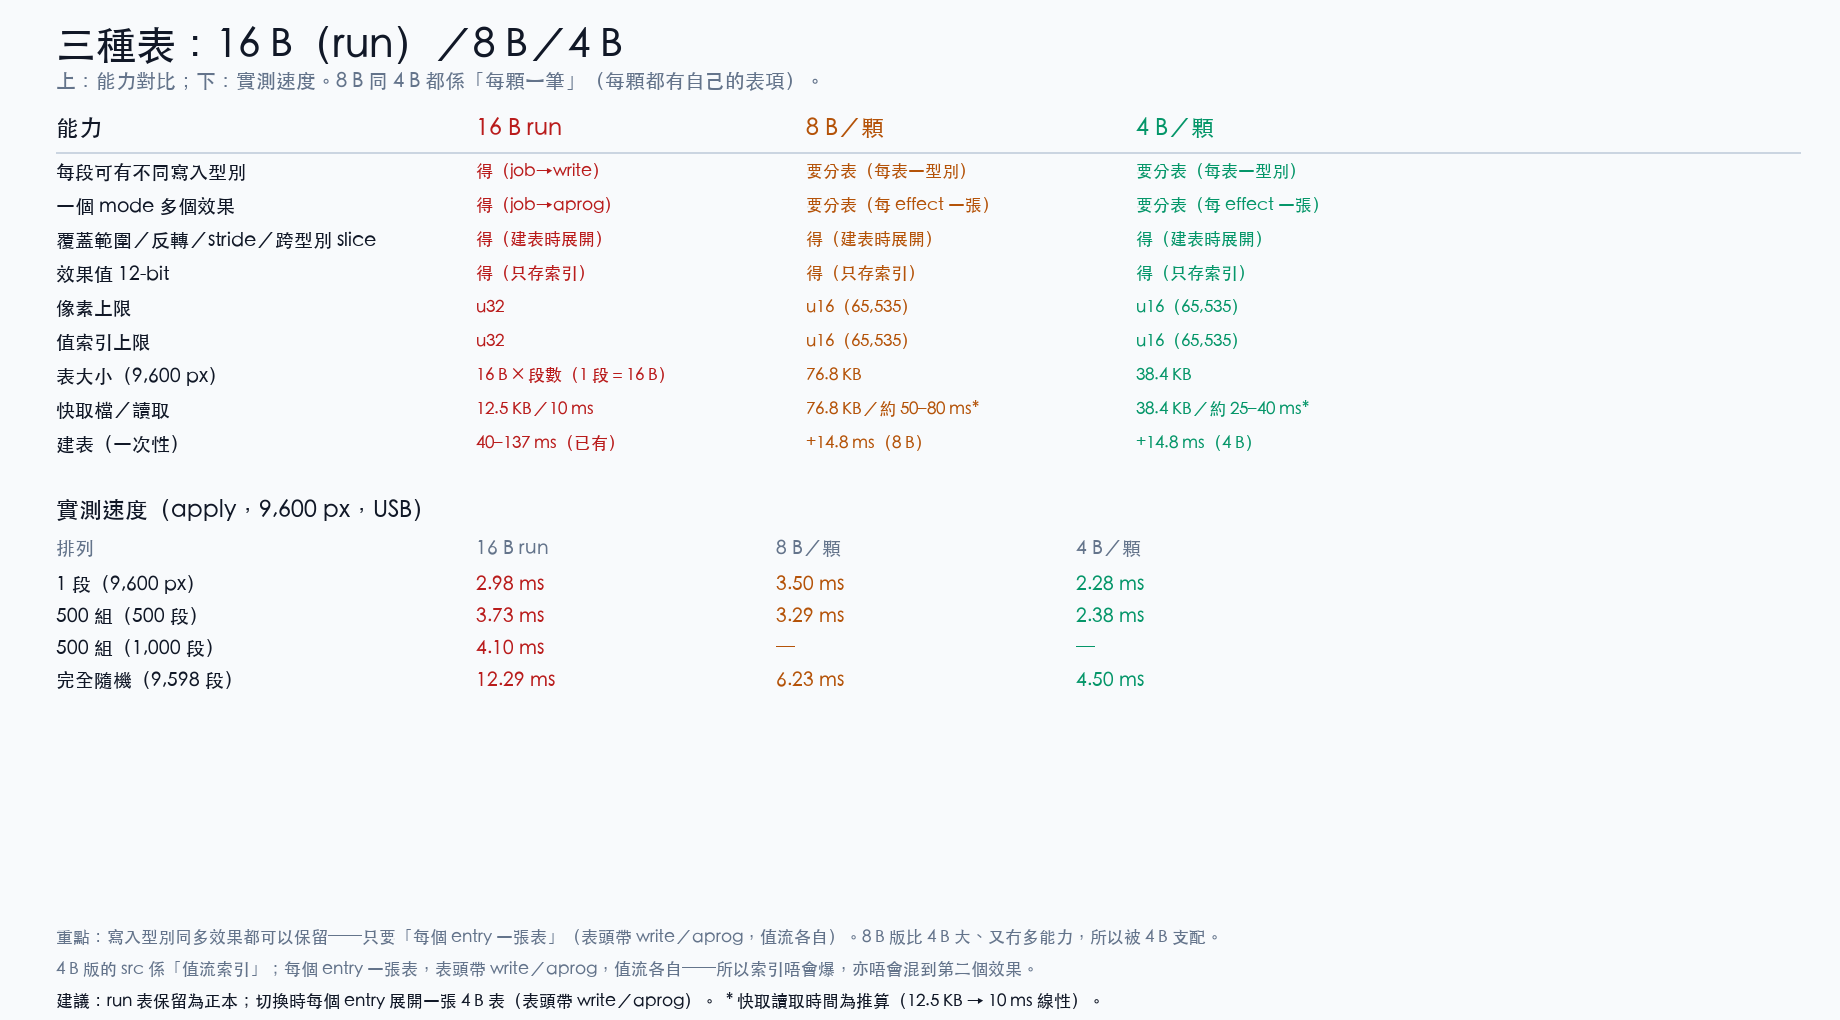 三種表：16 B（run）／8 B／4 B
上：能力對比；下：實測速度。8 B 同 4 B 都係「每顆一筆」（每顆都有自己的表項）。
能力 16 B run 8 B／顆 4 B／顆
每段可有不同寫入型別 得（job→write） 要分表（每表一型別） 要分表（每表一型別）
一個 mode 多個效果 得（job→aprog） 要分表（每 effect 一張） 要分表（每 effect 一張）
覆蓋範圍／反轉／stride／跨型別 slice 得（建表時展開） 得（建表時展開） 得（建表時展開）
效果值 12-bit 得（只存索引） 得（只存索引） 得（只存索引）
像素上限 u32 u16（65,535） u16（65,535）
值索引上限 u32 u16（65,535） u16（65,535）
表大小（9,600 px） 16 B × 段數（1 段 = 16 B） 76.8 KB 38.4 KB
快取檔／讀取 12.5 KB／10 ms 76.8 KB／約 50–80 ms* 38.4 KB／約 25–40 ms*
建表（一次性） 40–137 ms（已有） +14.8 ms（8 B） +14.8 ms（4 B）
實測速度（apply，9,600 px，USB）
排列 16 B run 8 B／顆 4 B／顆
1 段（9,600 px） 2.98 ms 3.50 ms 2.28 ms
500 組（500 段） 3.73 ms 3.29 ms 2.38 ms
500 組（1,000 段） 4.10 ms — —
完全隨機（9,598 段） 12.29 ms 6.23 ms 4.50 ms
重點：寫入型別同多效果都可以保留——只要「每個 entry 一張表」（表頭帶 write／aprog，值流各自）。8 B 版比 4 B 大、又冇多能力，所以被 4 B 支配。
4 B 版的 src 係「值流索引」；每個 entry 一張表，表頭帶 write／aprog，值流各自——所以索引唔會爆，亦唔會混到第二個效果。
建議：run 表保留為正本；切換時每個 entry 展開一張 4 B 表（表頭帶 write／aprog）。 * 快取讀取時間為推算（12.5 KB → 10 ms 線性）。